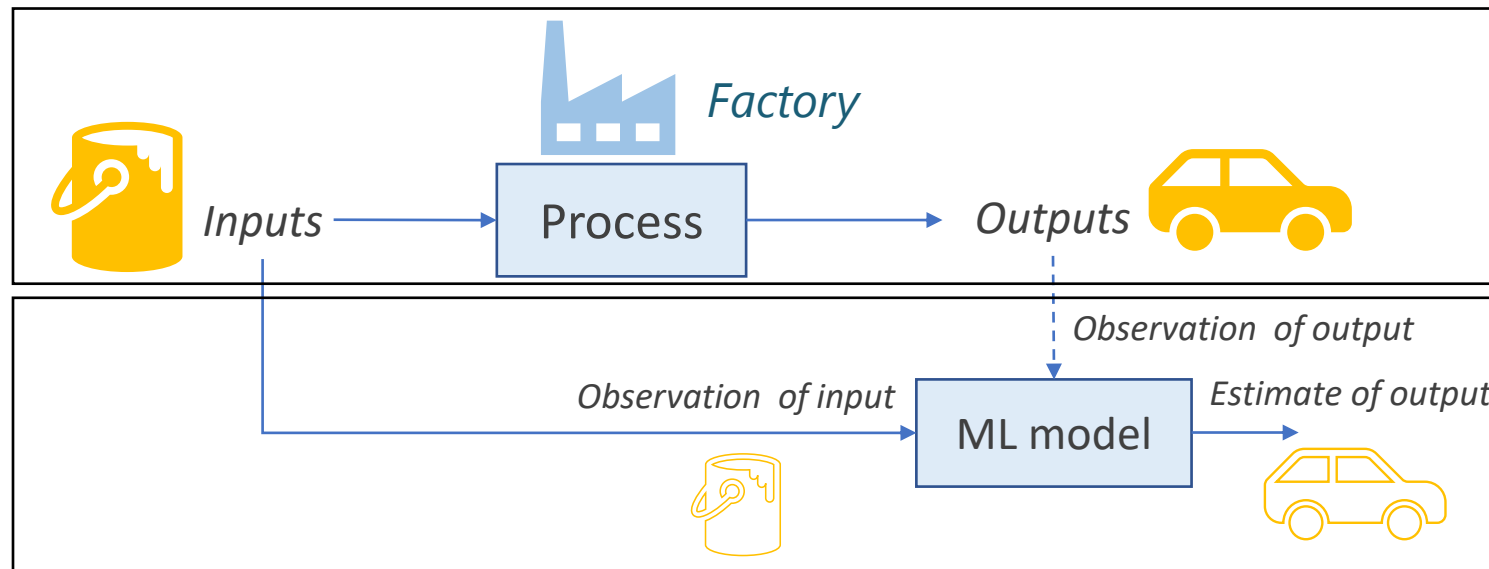 Factory
Inputs
Process
Outputs
Observation of output
Observation of input
ML model
Estimate of output